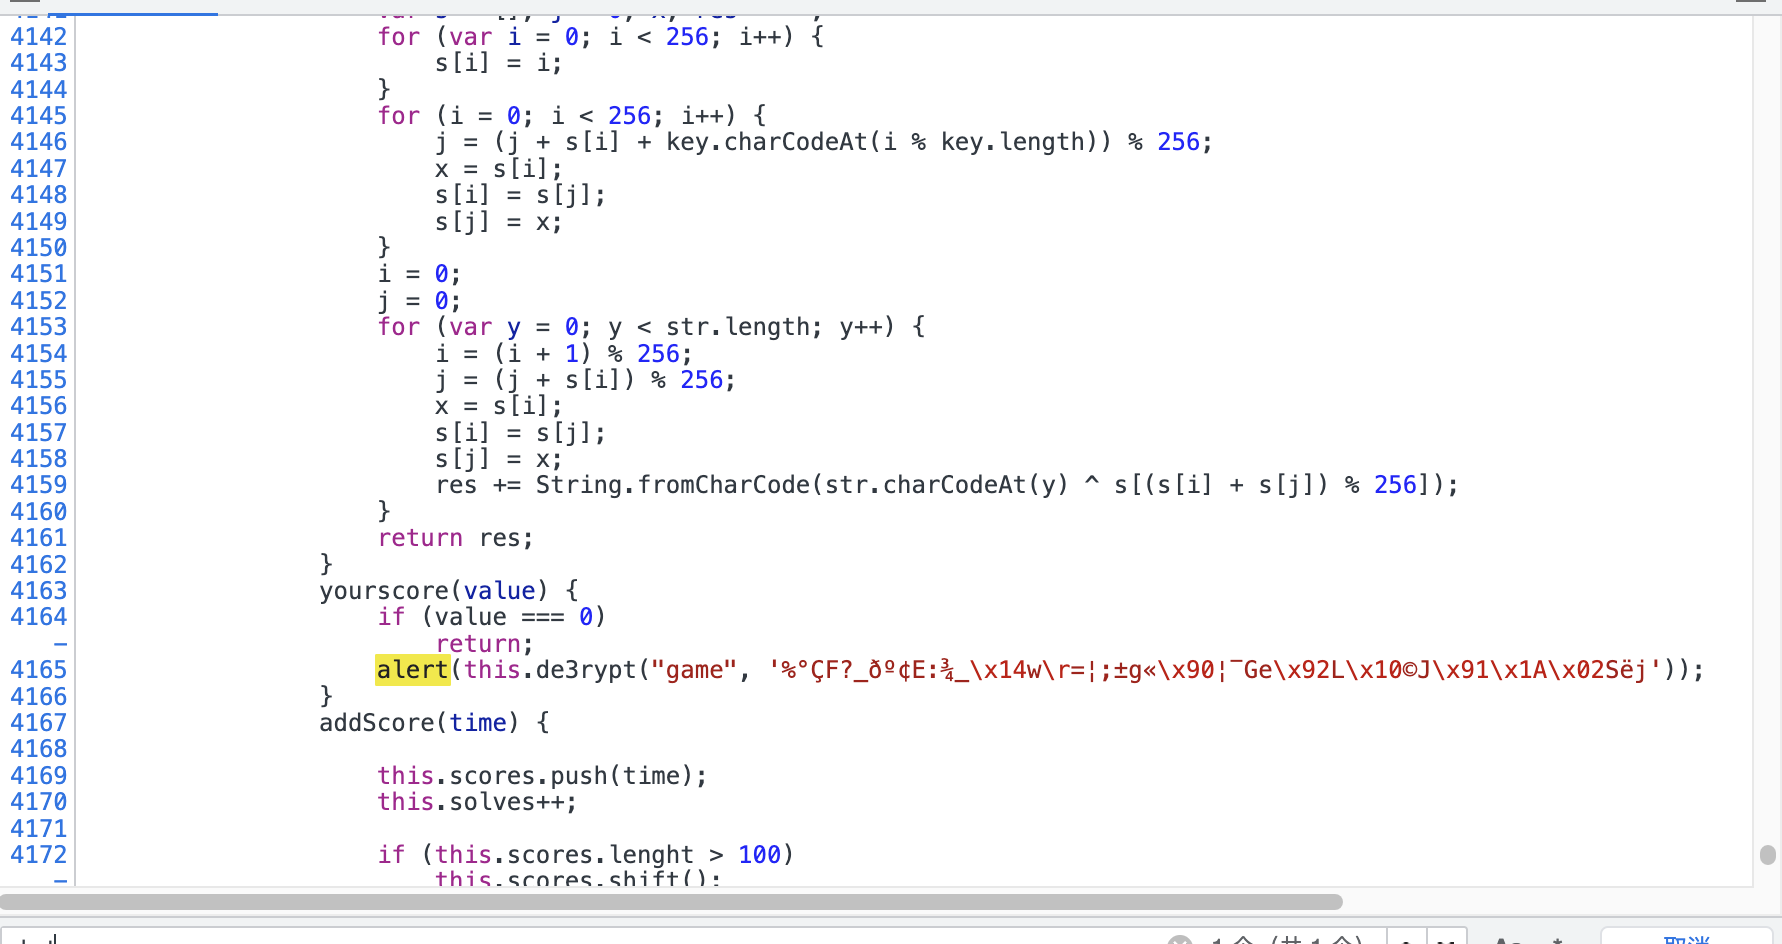 4142 for (var i = 0; i < 256; i++) {
4143 s[i] = i;
4144 }
4145 for (i = 0; i < 256; i++) {
4146 j = (j + s[i] + key.charCodeAt(i % key.length)) % 256;
4147 x = s[i];
4148 s[i] = s[j];
4149 s[j] = x;
4150 }
4151 i = 0;
4152 j = 0;
4153 for (var y = 0; y < str.length; y++) {
4154 i = (i + 1) % 256;
4155 j = (j + s[i]) % 256;
4156 x = s[i];
4157 s[i] = s[j];
4158 s[j] = x;
4159 res += String.fromCharCode(str.charCodeAt(y) ^ s[(s[i] + s[j]) % 256]);
4160 }
4161 return res;
4162 }
4163 yourscore(value) {
4164 if (value === 0)
– return;
4165 alert(this.de3rypt("game", '%°ÇF?_ðº¢E:¾_\x14w\r=¦;±g«\x90¦¯Ge\x92L\x10©J\x91\x1A\x02Sëj'));
4166 }
4167 addScore(time) {
4168
4169 this.scores.push(time);
4170 this.solves++;
4171
4172 if (this.scores.lenght > 100)
– this.scores.shift();
取消